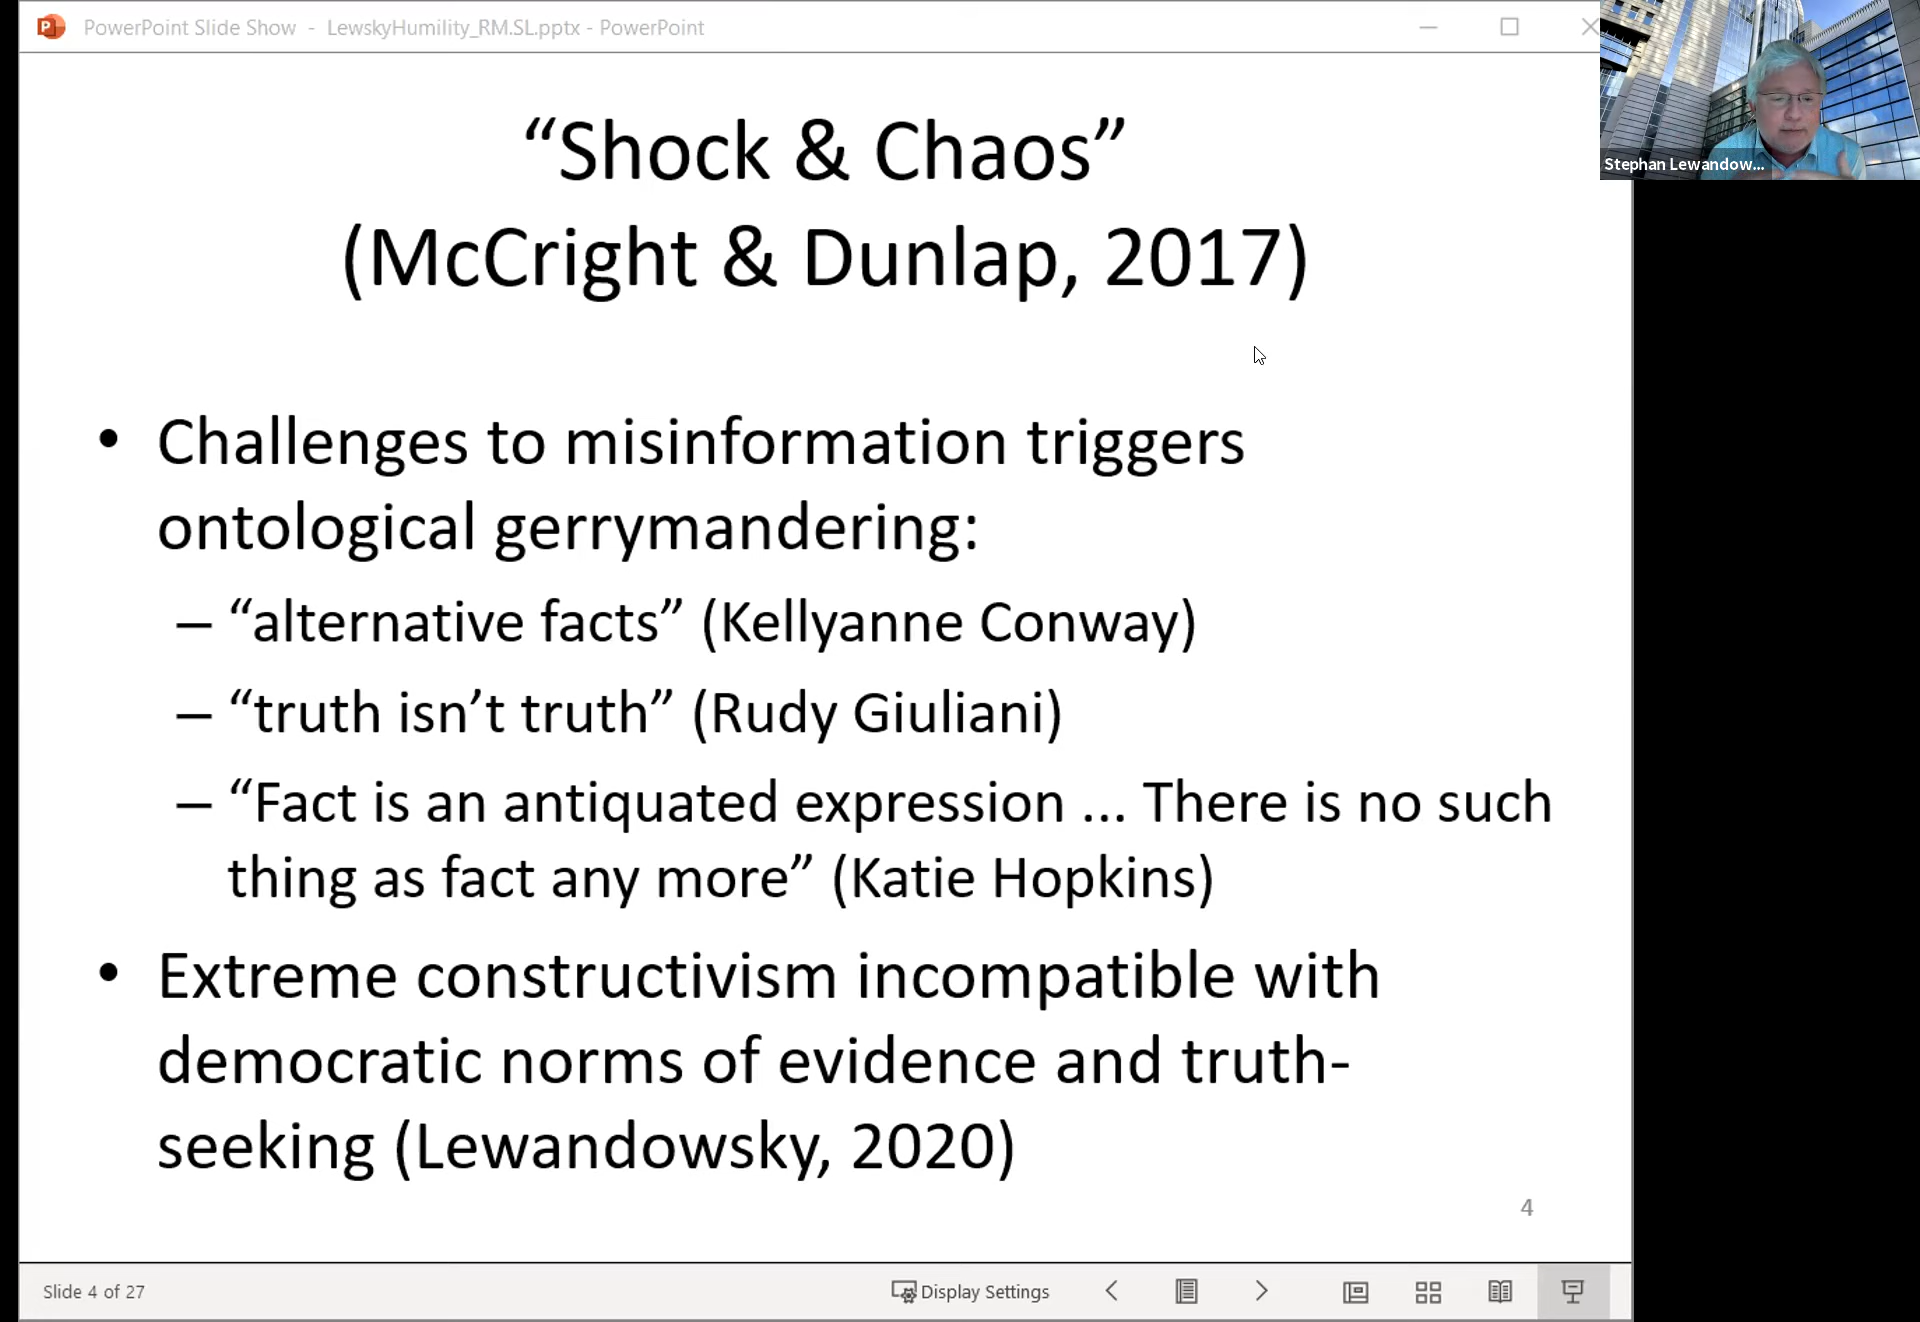 PowerPoint Slide Show - LewskyHumility_RM.SL.pptx - PowerPoint
Stephan Lewandow...
“Shock & Chaos”
(McCright & Dunlap, 2017)
• Challenges to misinformation triggers
ontological gerrymandering:
– “alternative facts” (Kellyanne Conway)
– “truth isn’t truth” (Rudy Giuliani)
– “Fact is an antiquated expression ... There is no such
thing as fact any more” (Katie Hopkins)
• Extreme constructivism incompatible with
democratic norms of evidence and truth-
seeking (Lewandowsky, 2020)
4
Slide 4 of 27
Display Settings